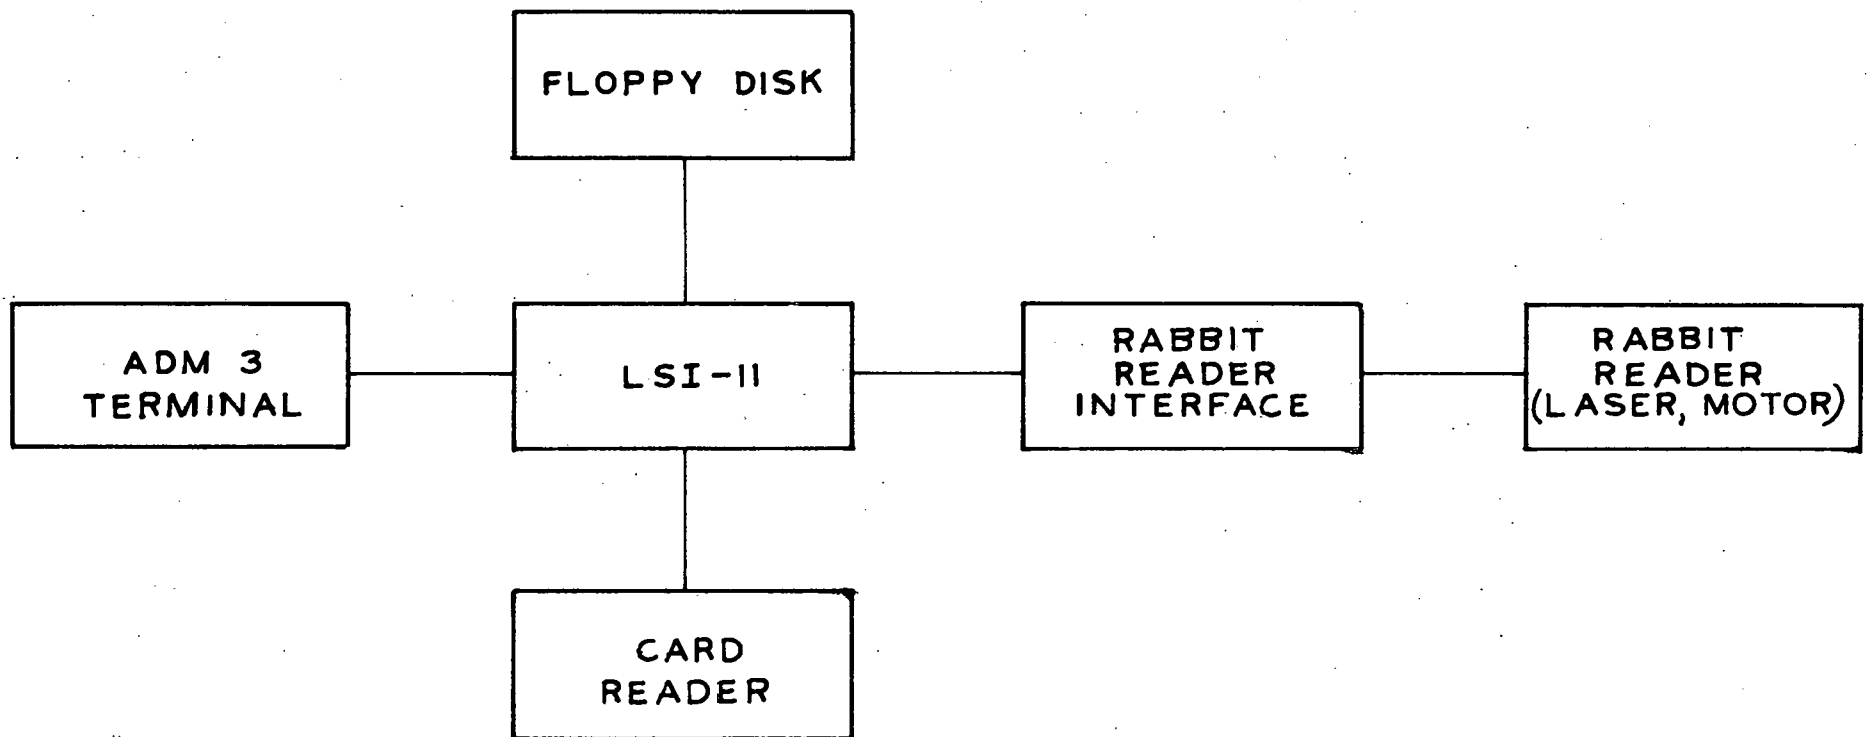 FLOPPY DISK
ADM 3
TERMINAL
LSI-11
RABBIT
READER
INTERFACE
RABBIT
READER
(LASER, MOTOR)
CARD
READER